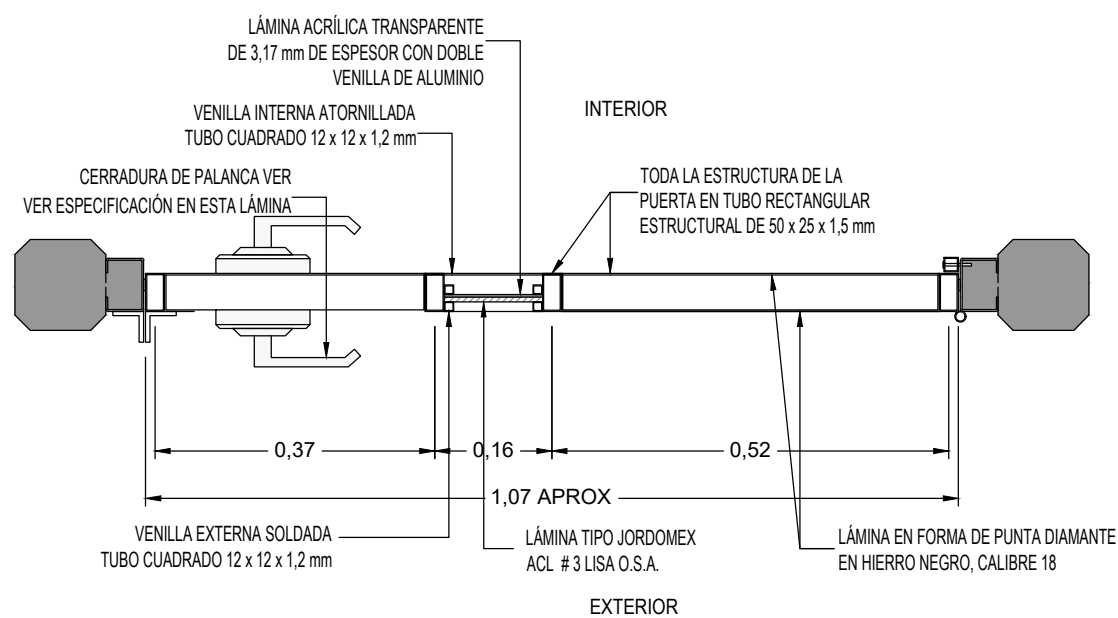 LÁMINA ACRÍLICA TRANSPARENTE
DE 3,17 mm DE ESPESOR CON DOBLE
VENILLA DE ALUMINIO
INTERIOR
VENILLA INTERNA ATORNILLADA
TUBO CUADRADO 12 x 12 x 1,2 mm
CERRADURA DE PALANCA VER
VER ESPECIFICACIÓN EN ESTA LÁMINA
TODA LA ESTRUCTURA DE LA
PUERTA EN TUBO RECTANGULAR
ESTRUCTURAL DE 50 x 25 x 1,5 mm
0,37
0,16
0,52
1,07 APROX
VENILLA EXTERNA SOLDADA
TUBO CUADRADO 12 x 12 x 1,2 mm
LÁMINA TIPO JORDOMEX
ACL # 3 LISA O.S.A.
LÁMINA EN FORMA DE PUNTA DIAMANTE
EN HIERRO NEGRO, CALIBRE 18
EXTERIOR